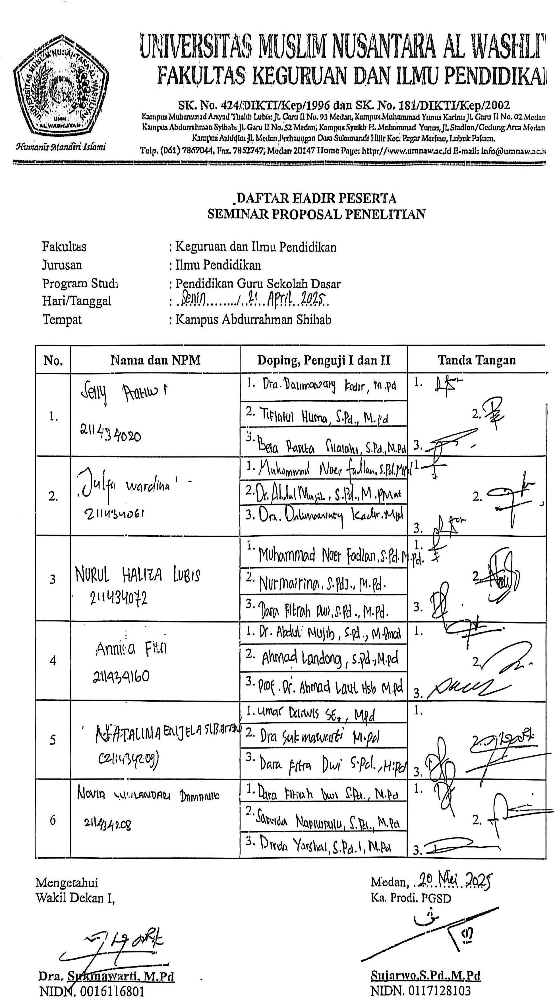 UNIVERSITAS MUSLIM NUSANTARA AL WASHLIY
FAKULTAS KEGURUAN DAN ILMU PENDIDIKAN
UMN
AL WASHLIYAH
Humanis Mandiri Islami
SK. No. 424/DIKTI/Kep/1996 dan SK. No. 181/DIKTI/Kep/2002
Kampus Muhammad Arsyad Thalib Lubis: JL Garu II No. 93 Medan, Kampus Muhammad Yunus Karim: JL Garu II No. 02 Medan
Kampus Abdurrahman Syihab: Jl. Garu II No. 52 Medan; Kampus Syeikh H. Muhammad Yunus, JL. Stadion/Gedung Arca Medan
Kampus Aziddin: JL Medan, Perbaungan Desa Sukamandi Hilir Kec. Pagar Merbau, Lubuk Pakam.
Telp. (061) 7867044, Fax. 7862747, Medan 20147 Home Page: http://www.umnaw.ac.id E-mail: info@umnaw.ac.i
DAFTAR HADIR PESERTA
SEMINAR PROPOSAL PENELITIAN
Fakultas : Keguruan dan Ilmu Pendidikan
Jurusan : Ilmu Pendidikan
Program Studi : Pendidikan Guru Sekolah Dasar
Hari/Tanggal : Senin / 21 April 2025
Tempat : Kampus Abdurrahman Shihab
No. Nama dan NPM Doping, Penguji I dan II Tanda Tangan
1.
Selly Pratiwi
211434020
1. Dra. Dalimawaty Kadir, M.pd
2. Tiflatul Husna, S.Pd., M.pd
3. Beta Rapita Silalahi, S.Pd., M.Pd
1.
2.
3.
2.
Julfa Wardina
211434061
1. Muhammad Noer fadlan, S.Pd. M.Pd
2. Dr. Abdul Mujib, S.Pd., M.PMat
3. Dra. Dalimawaty Kadir. M.Pd
1.
2.
3.
3
NURUL HALIZA LUBIS
211434072
1. Muhammad Noer Fadlan. S.Pd. M.Pd.
2. Nurmairina. S.PdI., M.Pd.
3. Dara Fitrah Dwi. S.Pd., M.Pd.
1.
2.
3.
4
Annisa Fitri
211434160
1. Dr. Abdul Mujib, S.Pd., M.Pmat
2. Ahmad Landong, S.Pd., M.pd
3. Prof. Dr. Ahmad Laut Hsb M.pd
1.
2.
3.
5
NATALINA ENJELA SIBARANI
(211434209)
1. Umar Darwis SE., MPd
2. Dra Sukmawarti M.pd
3. Dara Fitra Dwi S.Pd., M.Pd
1.
2.
3.
6
NOVIA WULANDARI DAMANIK
211434208
1. Dara Fitrah Dwi S.Pd., M.Pd
2. Sarrida Napitupulu, S.Pd., M.Pd
3. Dinda Yarshal, S.Pd.I, M.Pd
1.
2.
3.
Mengetahui
Wakil Dekan I,
Medan, 20 Mei 2025
Ka. Prodi. PGSD
Dra. Sukmawarti, M.Pd
NIDN. 0016116801
Sujarwo,S.Pd.,M.Pd
NIDN. 0117128103